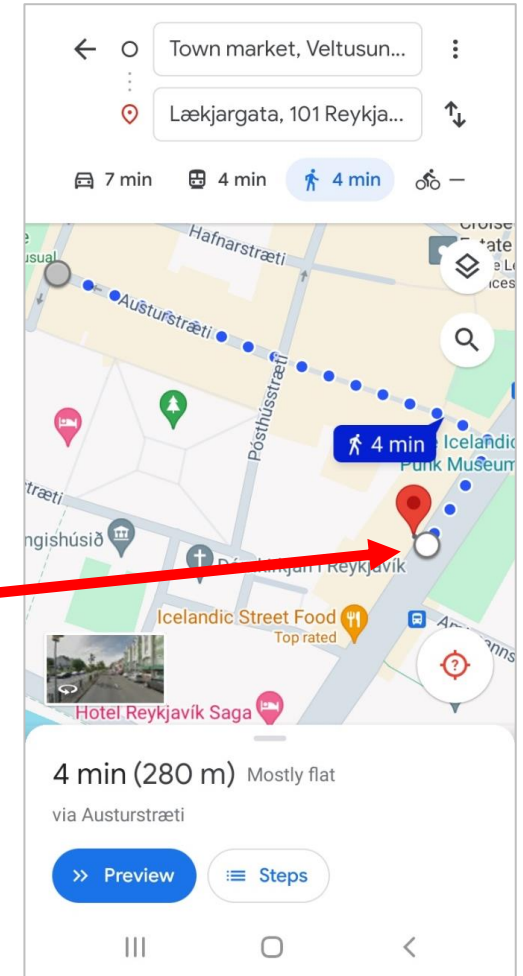 Town market, Veltusun...
Lækjargata, 101 Reykja...
7 min
4 min
4 min
—
Hafnarstræti
Austurstræti
Pósthússtræti
4 min
Icelandic
Punk Museum
Icelandic Street Food
Top rated
Hotel Reykjavík Saga
4 min (280 m) Mostly flat
via Austurstræti
Preview
Steps